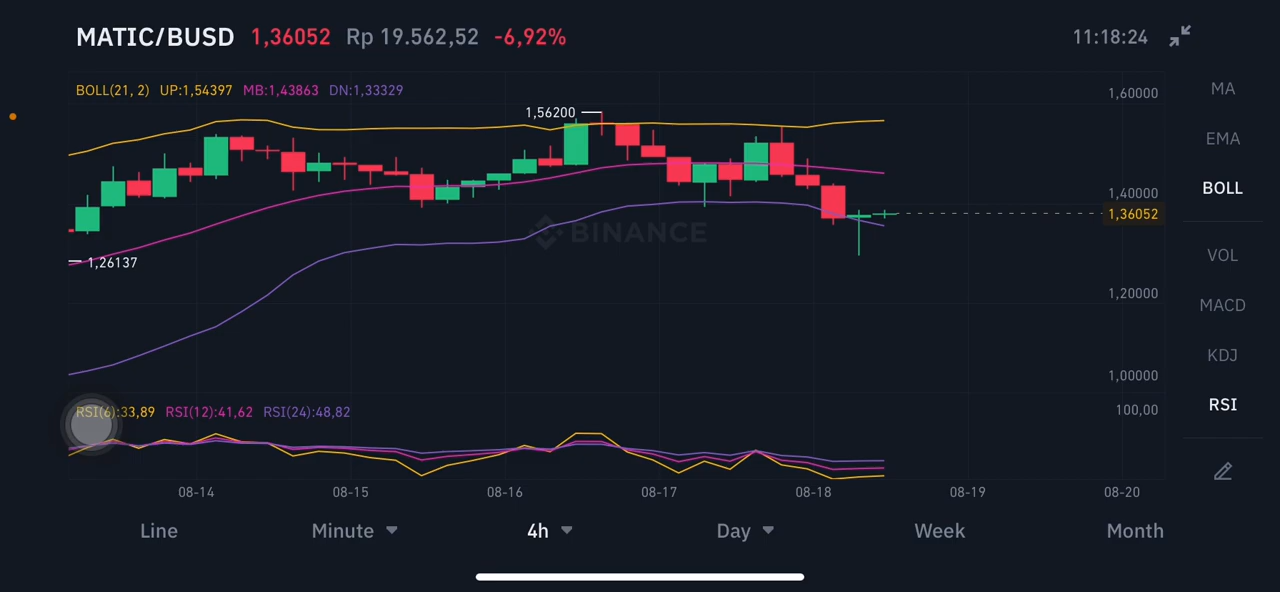 MATIC/BUSD 1,36052 Rp 19.562,52 -6,92% 11:18:24
BOLL(21, 2) UP:1,54397 MB:1,43863 DN:1,33329
MA
1,60000
1,56200
EMA
BOLL
1,40000
1,36052
BINANCE
VOL
1,26137
1,20000
MACD
KDJ
1,00000
RSI(6):33,89 RSI(12):41,62 RSI(24):48,82
100,00
RSI
08-14 08-15 08-16 08-17 08-18 08-19 08-20
Line Minute 4h Day Week Month